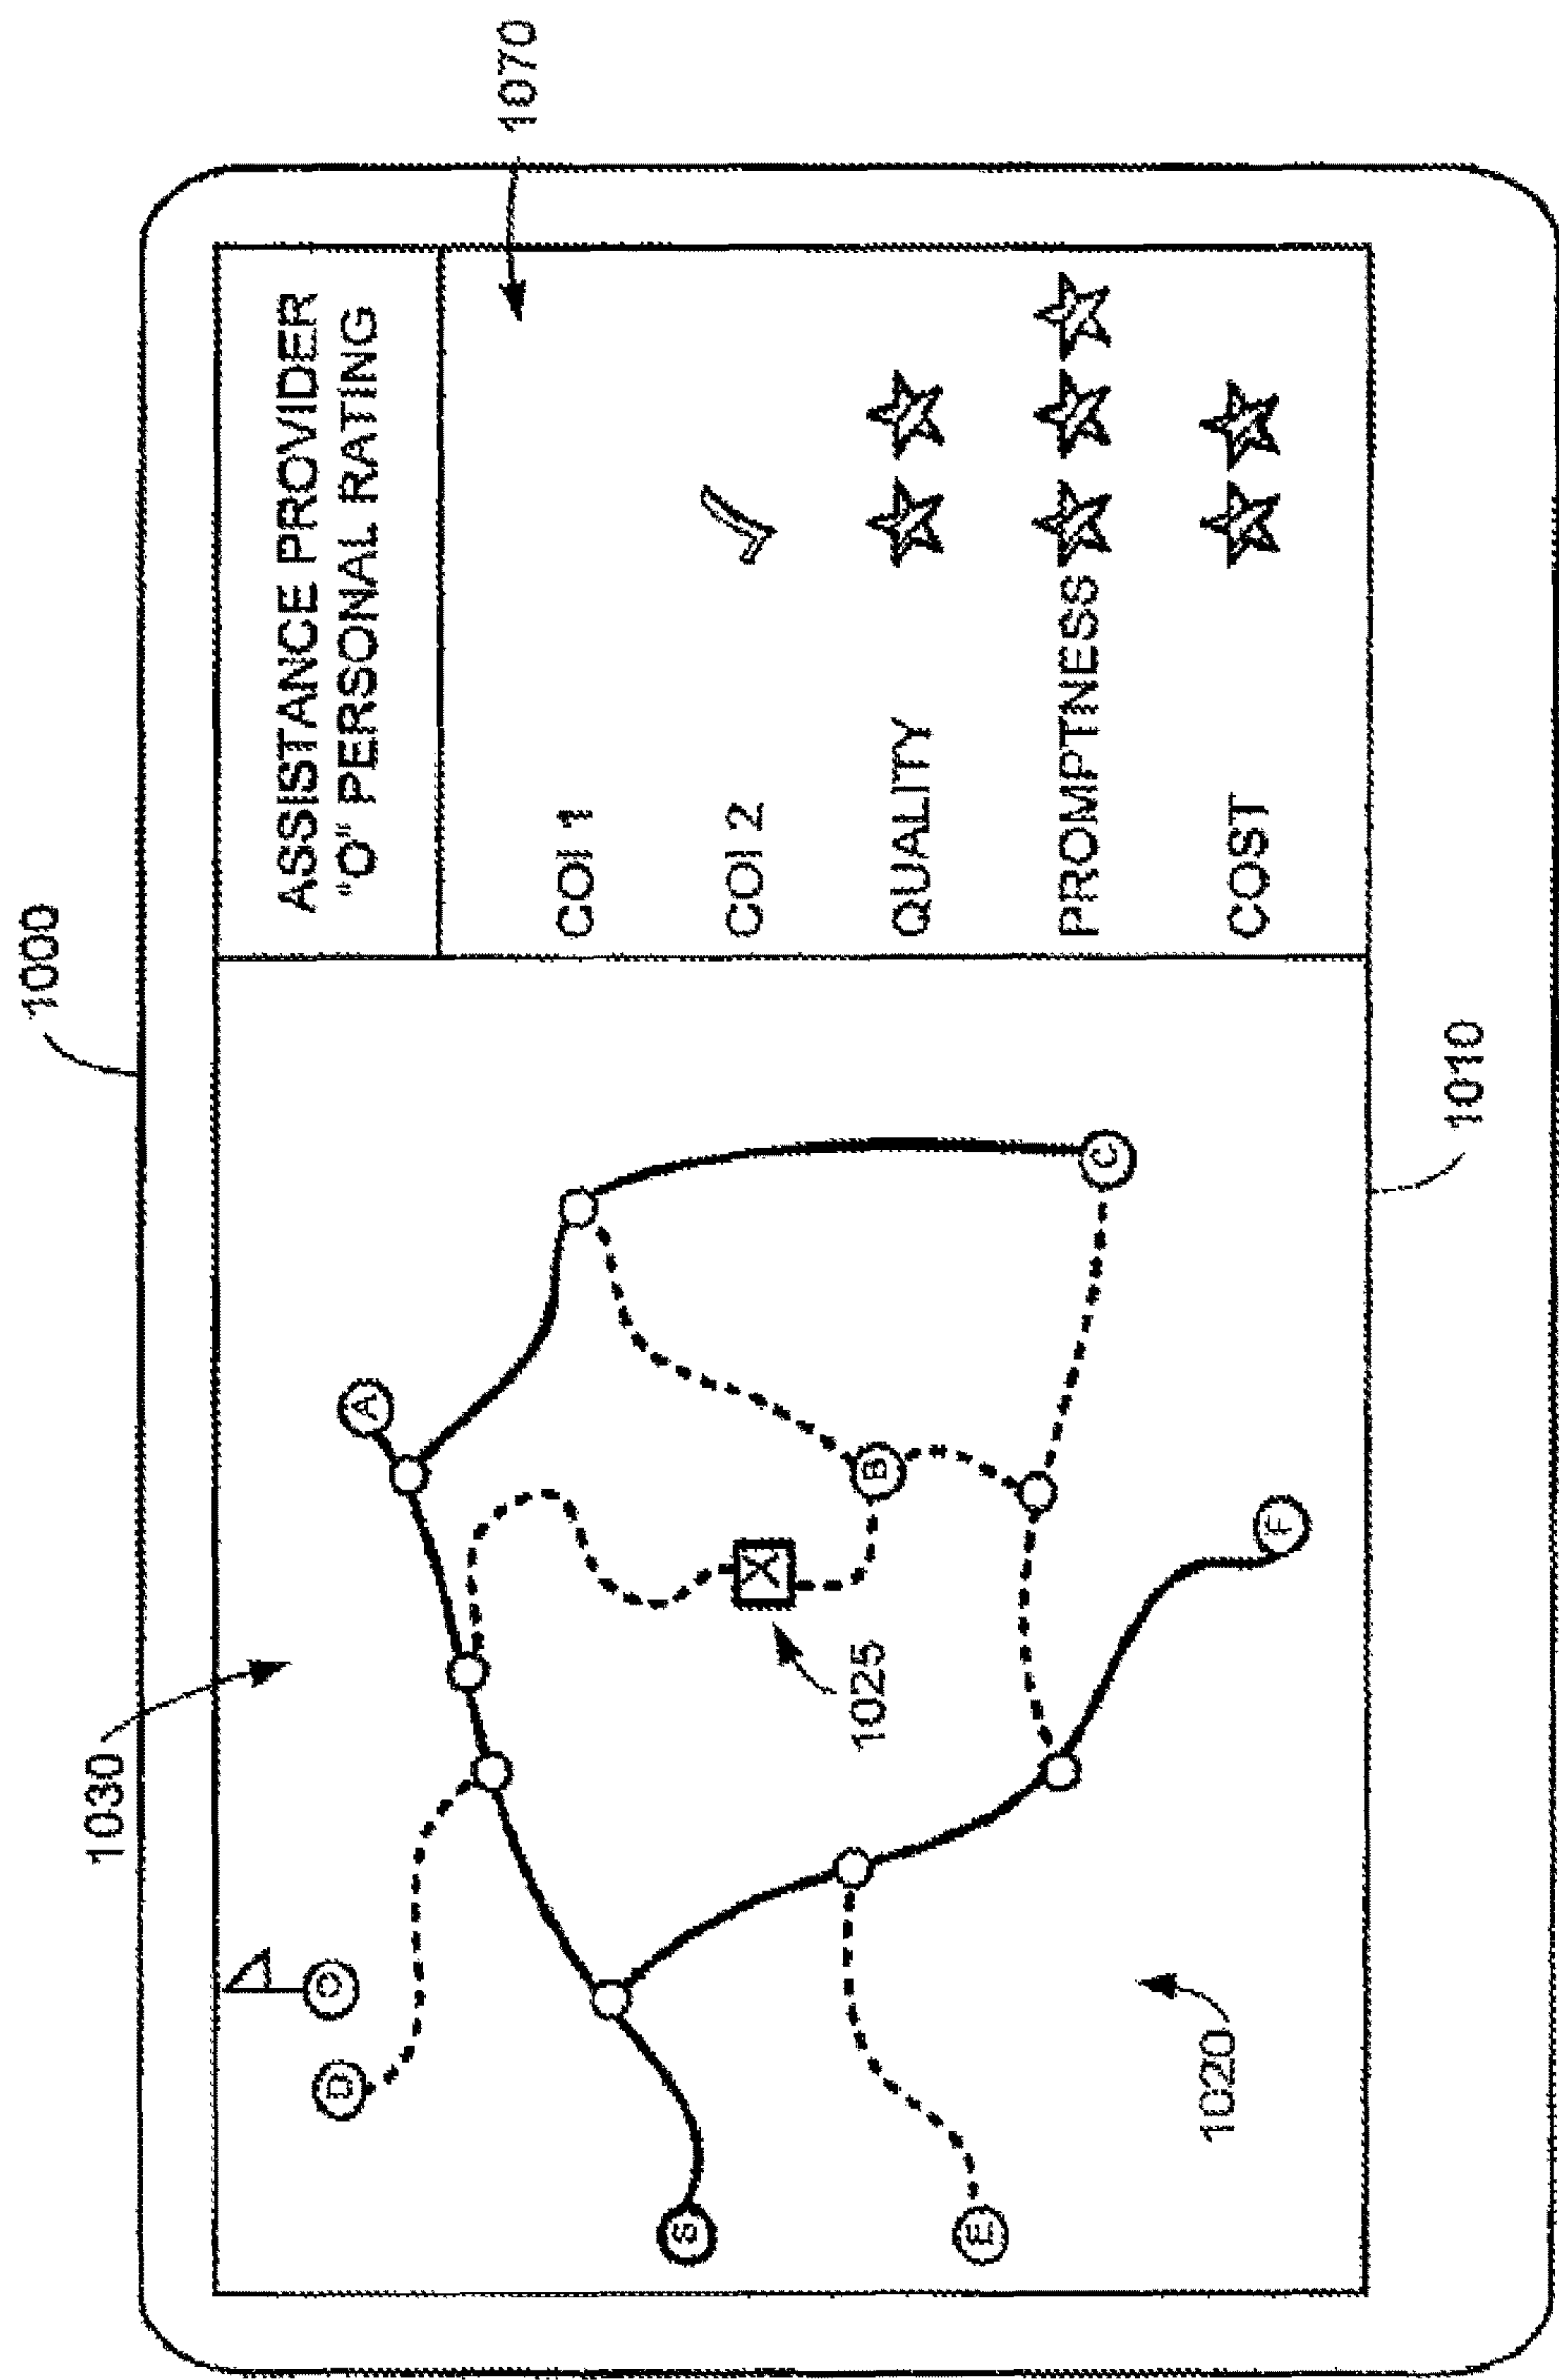 1000
1030
1070
ASSISTANCE PROVIDER
"O" PERSONAL RATING
COI 1
COI 2
QUALITY
PROMPTNESS
COST
D
O
A
S
X
1025
B
E
C
F
1020
1010